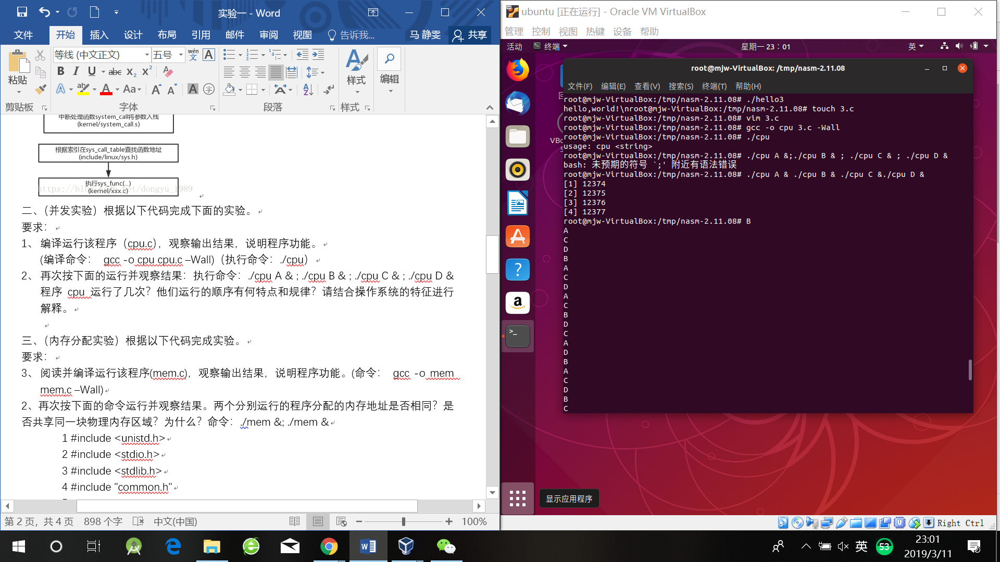 实验一 - Word
文件 开始 插入 设计 布局 引用 邮件 审阅 视图 告诉我... 马 静雯 共享
等线 (中文正文) 五号
粘贴 样式 编辑
剪贴板 字体 段落 样式
中断处理函数system_call将参数入栈
(kernel/system_call.s)
根据索引在sys_call_table查找函数地址
(include/linux/sys.h)
执行sys_func(...)
(kernel/xxx.c)
二、（并发实验）根据以下代码完成下面的实验。
要求：
1、 编译运行该程序（cpu.c），观察输出结果，说明程序功能。
(编译命令： gcc -o cpu cpu.c –Wall)（执行命令：./cpu）
2、 再次按下面的运行并观察结果：执行命令：./cpu A & ; ./cpu B & ; ./cpu C & ; ./cpu D &
程序 cpu 运行了几次？他们运行的顺序有何特点和规律？请结合操作系统的特征进行
解释。
三、（内存分配实验）根据以下代码完成实验。
要求：
3、 阅读并编译运行该程序(mem.c)，观察输出结果，说明程序功能。(命令： gcc -o mem
mem.c –Wall)
2、再次按下面的命令运行并观察结果。两个分别运行的程序分配的内存地址是否相同？是
否共享同一块物理内存区域？为什么？命令：./mem &; ./mem &
1 #include <unistd.h>
2 #include <stdio.h>
3 #include <stdlib.h>
4 #include "common.h"
第 2 页，共 4 页 898 个字 中文(中国) 100%
ubuntu [正在运行] - Oracle VM VirtualBox
管理 控制 视图 热键 设备 帮助
活动 终端 星期一 23：01 英
root@mjw-VirtualBox: /tmp/nasm-2.11.08
文件(F) 编辑(E) 查看(V) 搜索(S) 终端(T) 帮助(H)
root@mjw-VirtualBox:/tmp/nasm-2.11.08# ./hello3
hello,world!\nroot@mjw-VirtualBox:/tmp/nasm-2.11.08# touch 3.c
root@mjw-VirtualBox:/tmp/nasm-2.11.08# vim 3.c
root@mjw-VirtualBox:/tmp/nasm-2.11.08# gcc -o cpu 3.c -Wall
root@mjw-VirtualBox:/tmp/nasm-2.11.08# ./cpu
usage: cpu <string>
root@mjw-VirtualBox:/tmp/nasm-2.11.08# ./cpu A &;./cpu B & ; ./cpu C & ; ./cpu D &
bash: 未预期的符号 `;' 附近有语法错误
root@mjw-VirtualBox:/tmp/nasm-2.11.08# ./cpu A & ./cpu B & ./cpu C &./cpu D &
[1] 12374
[2] 12375
[3] 12376
[4] 12377
root@mjw-VirtualBox:/tmp/nasm-2.11.08# B
A
C
D
B
A
C
D
A
C
B
D
C
A
D
B
A
C
D
B
C
显示应用程序
Right Ctrl
英 53 23:01
2019/3/11